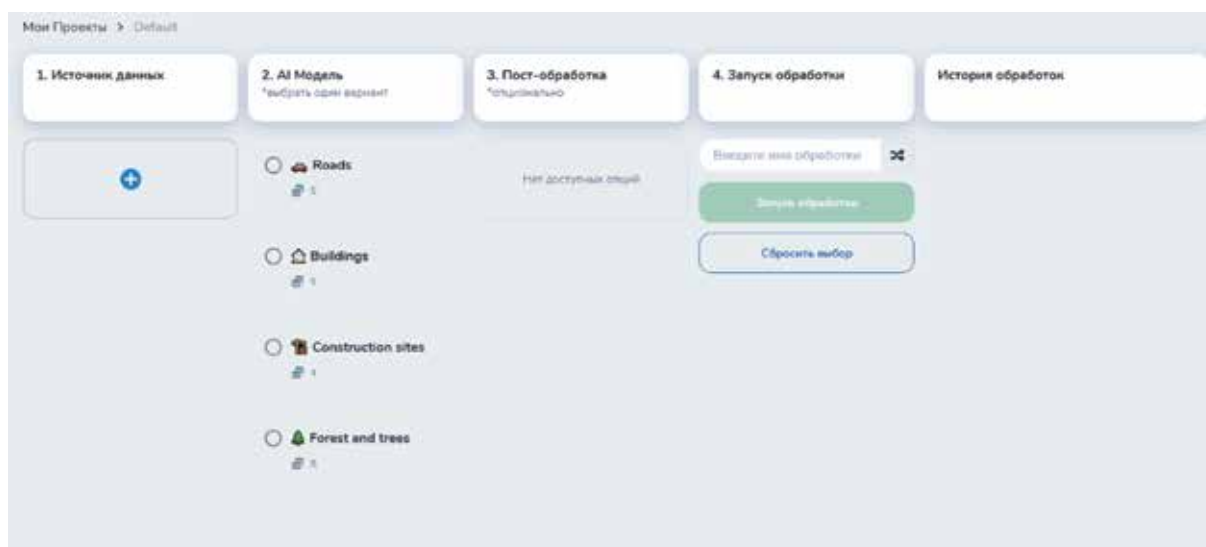 Мои Проекты > Default
1. Источник данных
2. AI Модель
*выбрать один вариант
3. Пост-обработка
*опционально
4. Запуск обработки
История обработок
Roads
Buildings
Construction sites
Forest and trees
Нет доступных опций
Введите имя обработки
Запуск обработки
Сбросить выбор